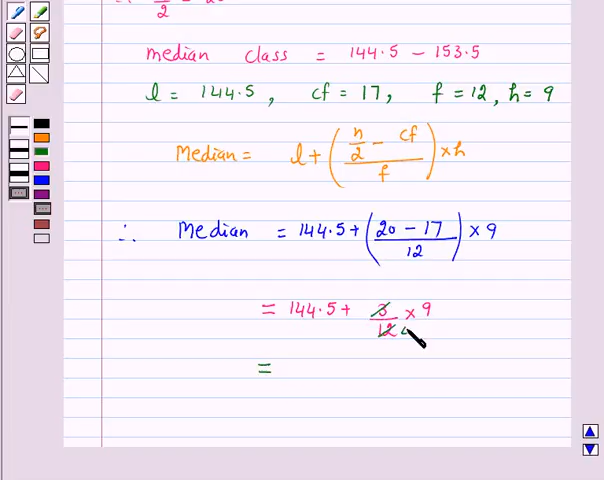 median class = 144.5 - 153.5
l = 144.5, cf = 17, f = 12, h = 9
Median = l + ( (n/2 - cf) / f ) × h
∴ Median = 144.5 + ( (20 - 17) / 12 ) × 9
= 144.5 + 3/12 × 9
=